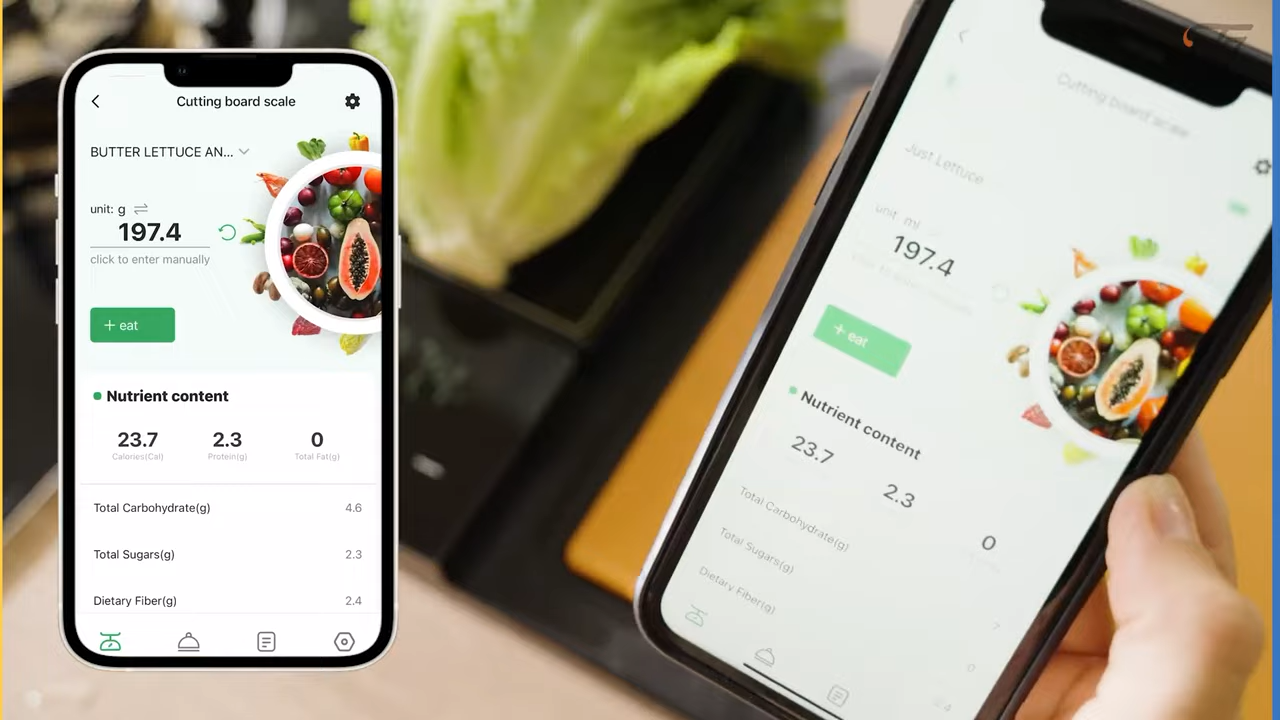 Cutting board scale
BUTTER LETTUCE AN...
unit: g
197.4
click to enter manually
+ eat
Nutrient content
23.7 2.3 0
Calories(Cal) Protein(g) Total Fat(g)
Total Carbohydrate(g) 4.6
Total Sugars(g) 2.3
Dietary Fiber(g) 2.4
Cutting board scale
Just Lettuce
unit: ml
197.4
+ eat
Nutrient content
23.7
2.3
0
Total Carbohydrate(g)
Total Sugars(g)
Dietary Fiber(g)